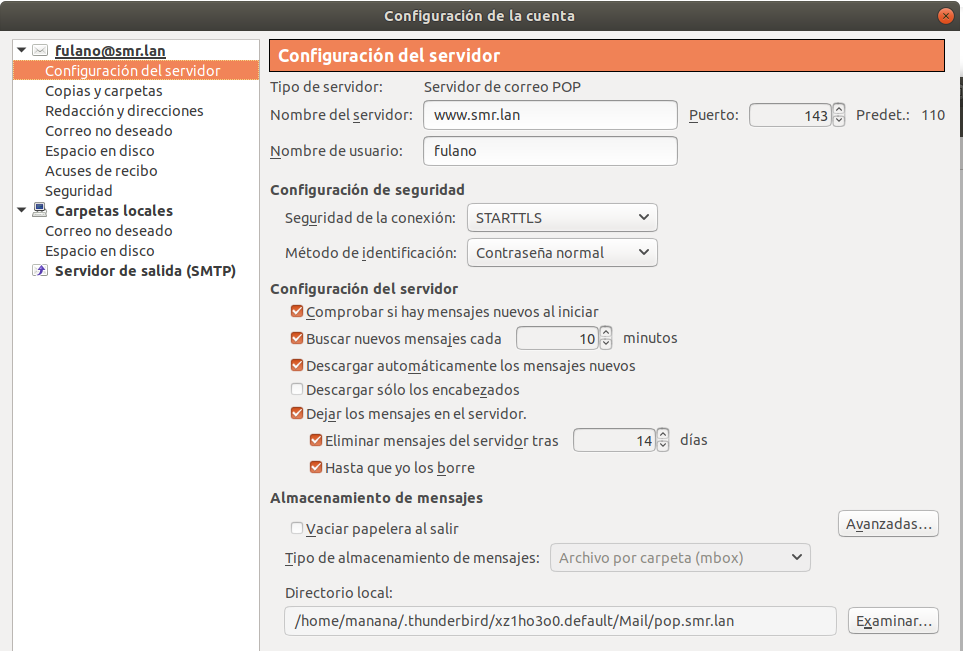 Configuración de la cuenta
fulano@smr.lan
Configuración del servidor
Copias y carpetas
Redacción y direcciones
Correo no deseado
Espacio en disco
Acuses de recibo
Seguridad
Carpetas locales
Correo no deseado
Espacio en disco
Servidor de salida (SMTP)
Configuración del servidor
Tipo de servidor: Servidor de correo POP
Nombre del servidor: www.smr.lan Puerto: 143 Predet.: 110
Nombre de usuario: fulano
Configuración de seguridad
Seguridad de la conexión: STARTTLS
Método de identificación: Contraseña normal
Configuración del servidor
Comprobar si hay mensajes nuevos al iniciar
Buscar nuevos mensajes cada 10 minutos
Descargar automáticamente los mensajes nuevos
Descargar sólo los encabezados
Dejar los mensajes en el servidor.
Eliminar mensajes del servidor tras 14 días
Hasta que yo los borre
Almacenamiento de mensajes
Vaciar papelera al salir Avanzadas...
Tipo de almacenamiento de mensajes: Archivo por carpeta (mbox)
Directorio local:
/home/manana/.thunderbird/xz1ho3o0.default/Mail/pop.smr.lan Examinar...